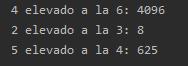 4 elevado a la 6: 4096
2 elevado a la 3: 8
5 elevado a la 4: 625